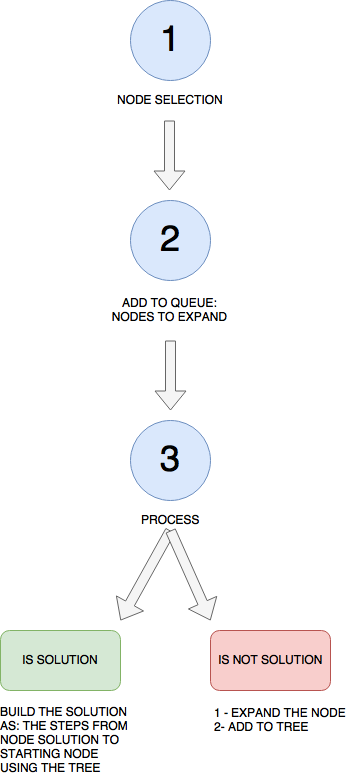 1
NODE SELECTION
2
ADD TO QUEUE:
NODES TO EXPAND
3
PROCESS
IS SOLUTION
IS NOT SOLUTION
BUILD THE SOLUTION
AS: THE STEPS FROM
NODE SOLUTION TO
STARTING NODE
USING THE TREE
1 - EXPAND THE NODE
2- ADD TO TREE